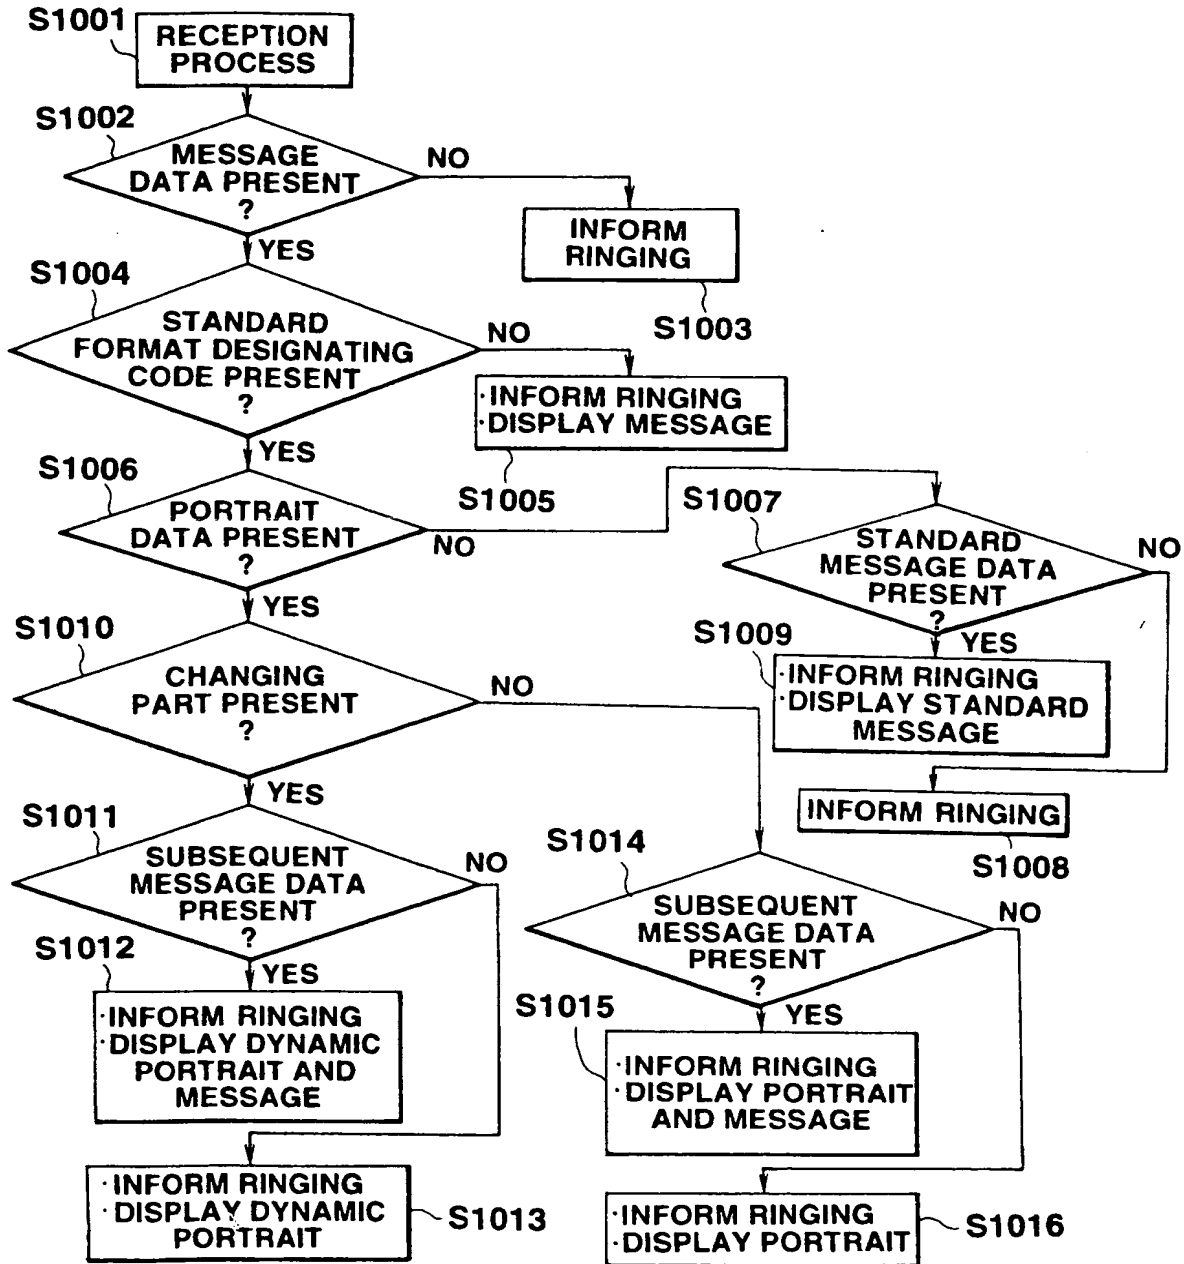 S1001
RECEPTION
PROCESS
S1002
MESSAGE
DATA PRESENT
?
NO
YES
INFORM
RINGING
S1003
S1004
STANDARD
FORMAT DESIGNATING
CODE PRESENT
?
NO
YES
·INFORM RINGING
·DISPLAY MESSAGE
S1005
S1006
PORTRAIT
DATA PRESENT
?
NO
YES
S1007
STANDARD
MESSAGE DATA
PRESENT
?
NO
YES
S1009
·INFORM RINGING
·DISPLAY STANDARD
MESSAGE
INFORM RINGING
S1008
S1010
CHANGING
PART PRESENT
?
NO
YES
S1011
SUBSEQUENT
MESSAGE DATA
PRESENT
?
NO
YES
S1012
·INFORM RINGING
·DISPLAY DYNAMIC
PORTRAIT AND
MESSAGE
·INFORM RINGING
·DISPLAY DYNAMIC
PORTRAIT
S1013
S1014
SUBSEQUENT
MESSAGE DATA
PRESENT
?
NO
YES
S1015
·INFORM RINGING
·DISPLAY PORTRAIT
AND MESSAGE
·INFORM RINGING
·DISPLAY PORTRAIT
S1016